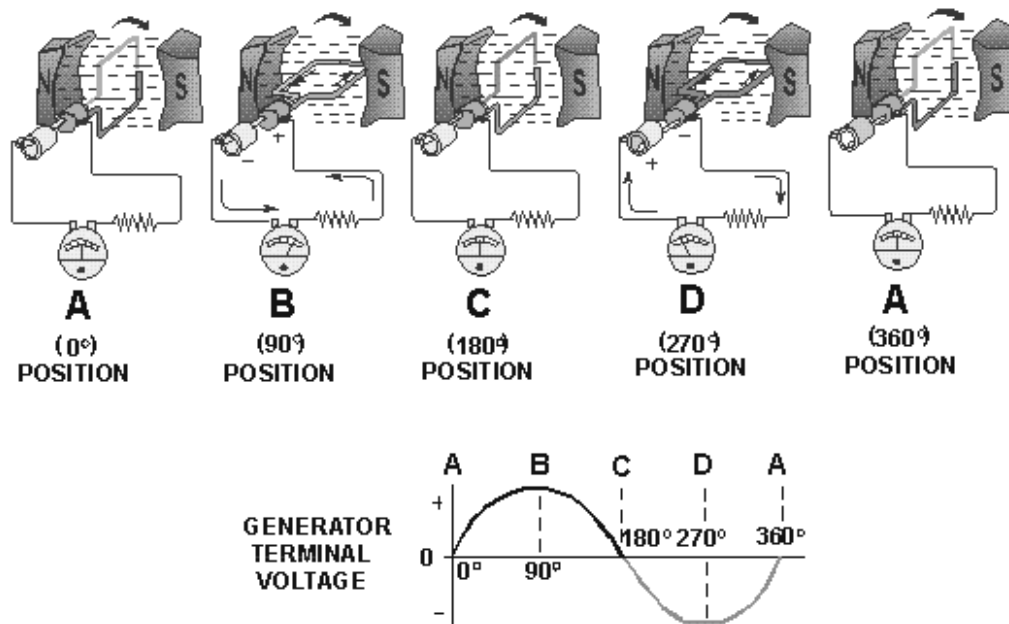 N S N S N S N S N S
+
−
−
+
A B C D A
(0°) (90°) (180°) (270°) (360°)
POSITION POSITION POSITION POSITION POSITION
A B C D A
+
GENERATOR
TERMINAL
VOLTAGE
0
0° 90° 180° 270° 360°
−